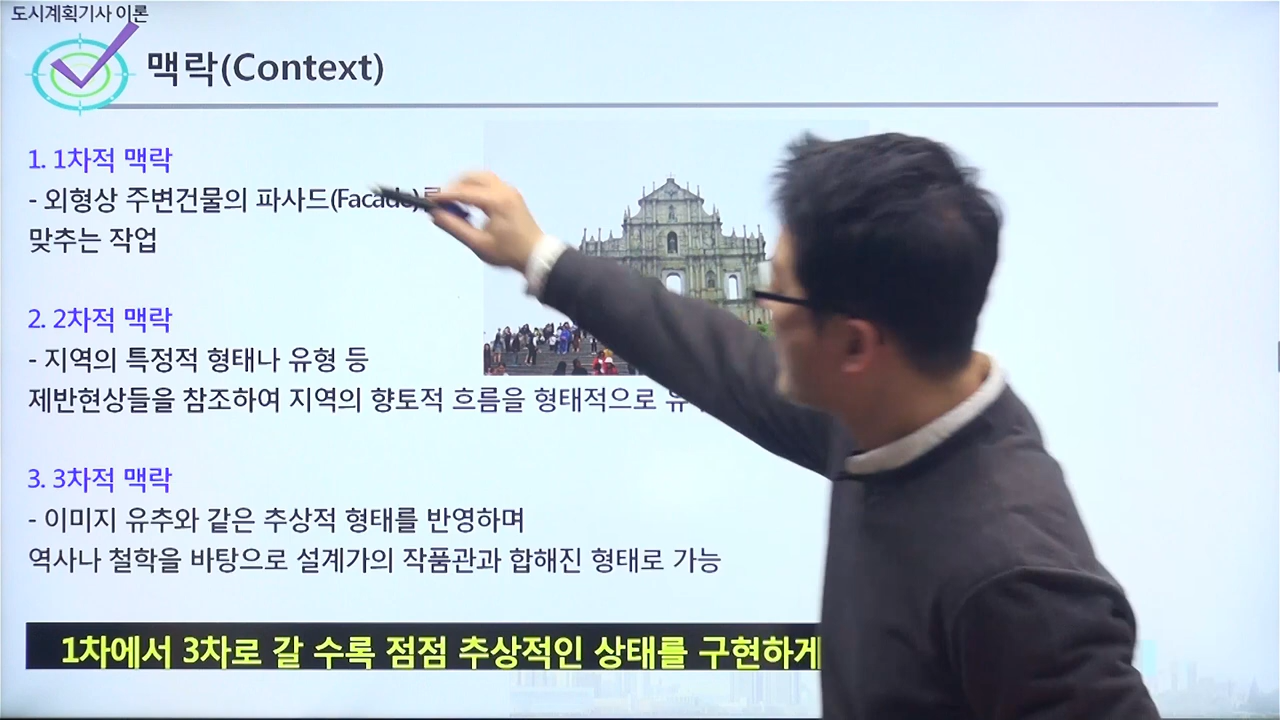 도시계획기사 이론
맥락(Context)
1. 1차적 맥락
- 외형상 주변건물의 파사드(Facade)를
맞추는 작업
2. 2차적 맥락
- 지역의 특정적 형태나 유형 등
제반현상들을 참조하여 지역의 향토적 흐름을 형태적으로
3. 3차적 맥락
- 이미지 유추와 같은 추상적 형태를 반영하며
역사나 철학을 바탕으로 설계가의 작품관과 합해진 형태로 가능
1차에서 3차로 갈 수록 점점 추상적인 상태를 구현하게